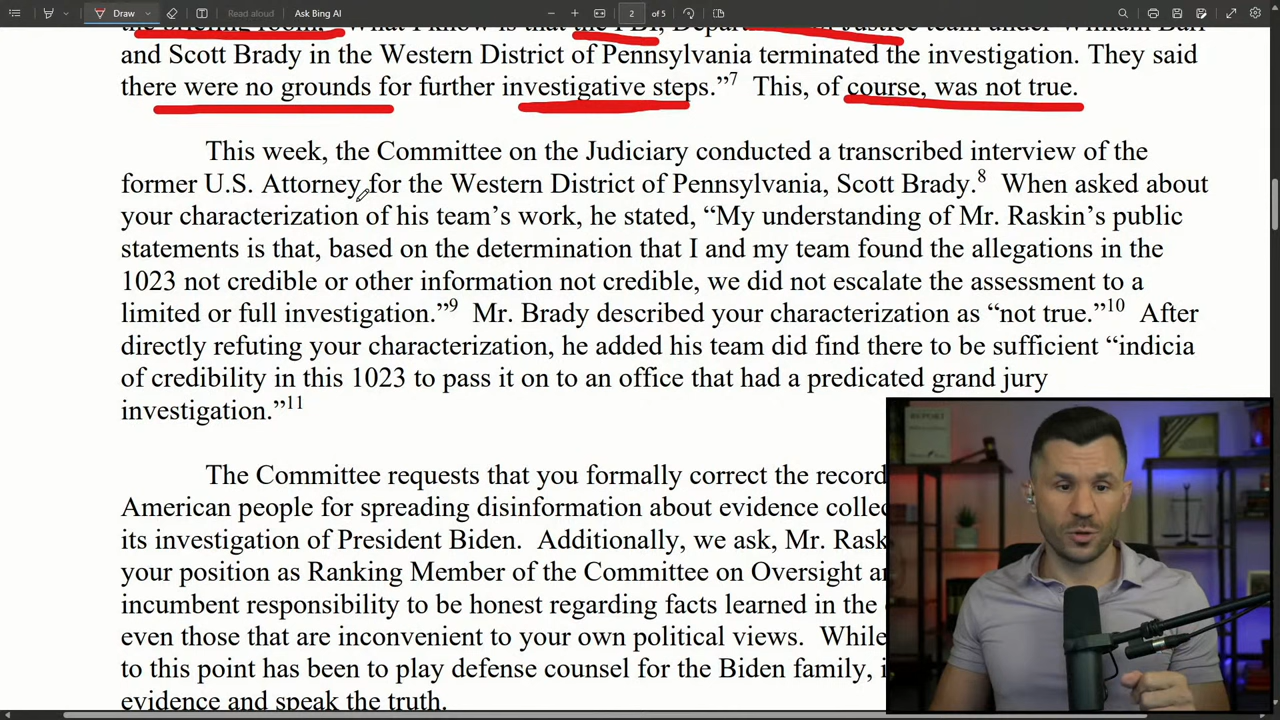 Draw
Read aloud
Ask Bing AI
2
of 5
and Scott Brady in the Western District of Pennsylvania terminated the investigation. They said
there were no grounds for further investigative steps.”7 This, of course, was not true.
This week, the Committee on the Judiciary conducted a transcribed interview of the
former U.S. Attorney for the Western District of Pennsylvania, Scott Brady.8 When asked about
your characterization of his team’s work, he stated, “My understanding of Mr. Raskin’s public
statements is that, based on the determination that I and my team found the allegations in the
1023 not credible or other information not credible, we did not escalate the assessment to a
limited or full investigation.”9 Mr. Brady described your characterization as “not true.”10 After
directly refuting your characterization, he added his team did find there to be sufficient “indicia
of credibility in this 1023 to pass it on to an office that had a predicated grand jury
investigation.”11
The Committee requests that you formally correct the record
American people for spreading disinformation about evidence
its investigation of President Biden. Additionally, we ask, Mr.
your position as Ranking Member of the Committee on Oversight
incumbent responsibility to be honest regarding facts learned in the
even those that are inconvenient to your own political views. While
to this point has been to play defense counsel for the Biden family,
evidence and speak the truth.